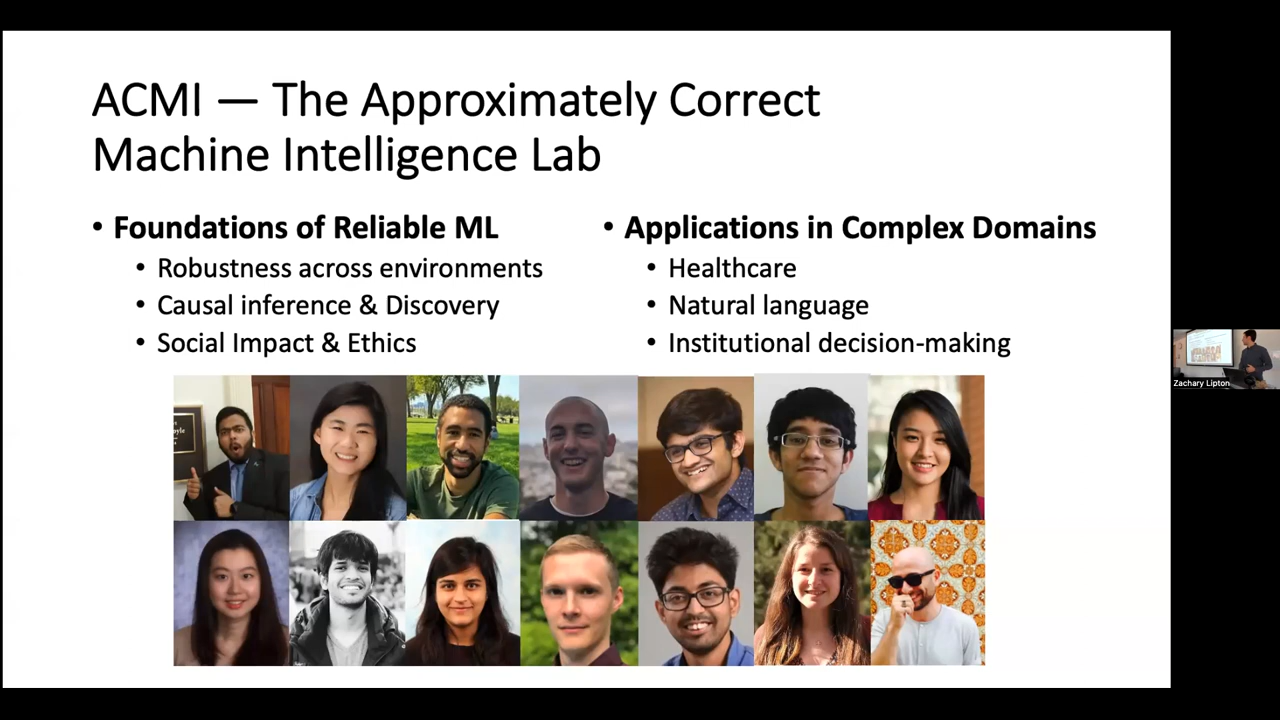 ACMI — The Approximately Correct
Machine Intelligence Lab
• Foundations of Reliable ML
• Robustness across environments
• Causal inference & Discovery
• Social Impact & Ethics
• Applications in Complex Domains
• Healthcare
• Natural language
• Institutional decision-making
Zachary Lipton